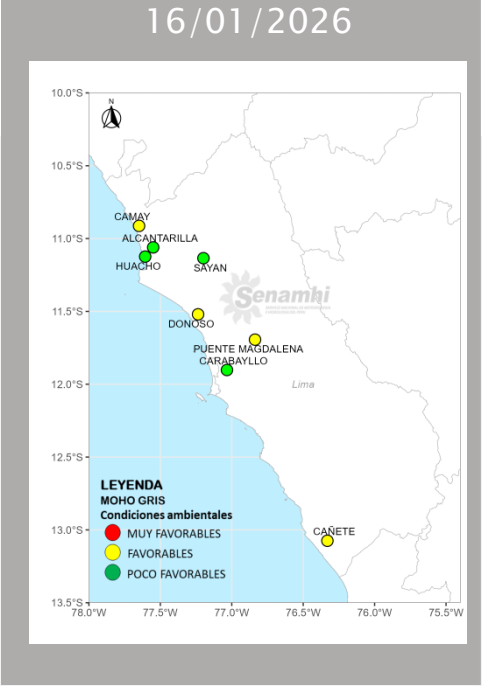 16/01/2026
10.0°S
N
10.5°S
CAMAY
ALCANTARILLA
11.0°S
HUACHO
SAYAN
Senamhi
11.5°S
DONOSO
PUENTE MAGDALENA
CARABAYLLO
12.0°S
Lima
12.5°S
LEYENDA
MOHO GRIS
Condiciones ambientales
13.0°S
CAÑETE
MUY FAVORABLES
FAVORABLES
POCO FAVORABLES
13.5°S
78.0°W 77.5°W 77.0°W 76.5°W 76.0°W 75.5°W